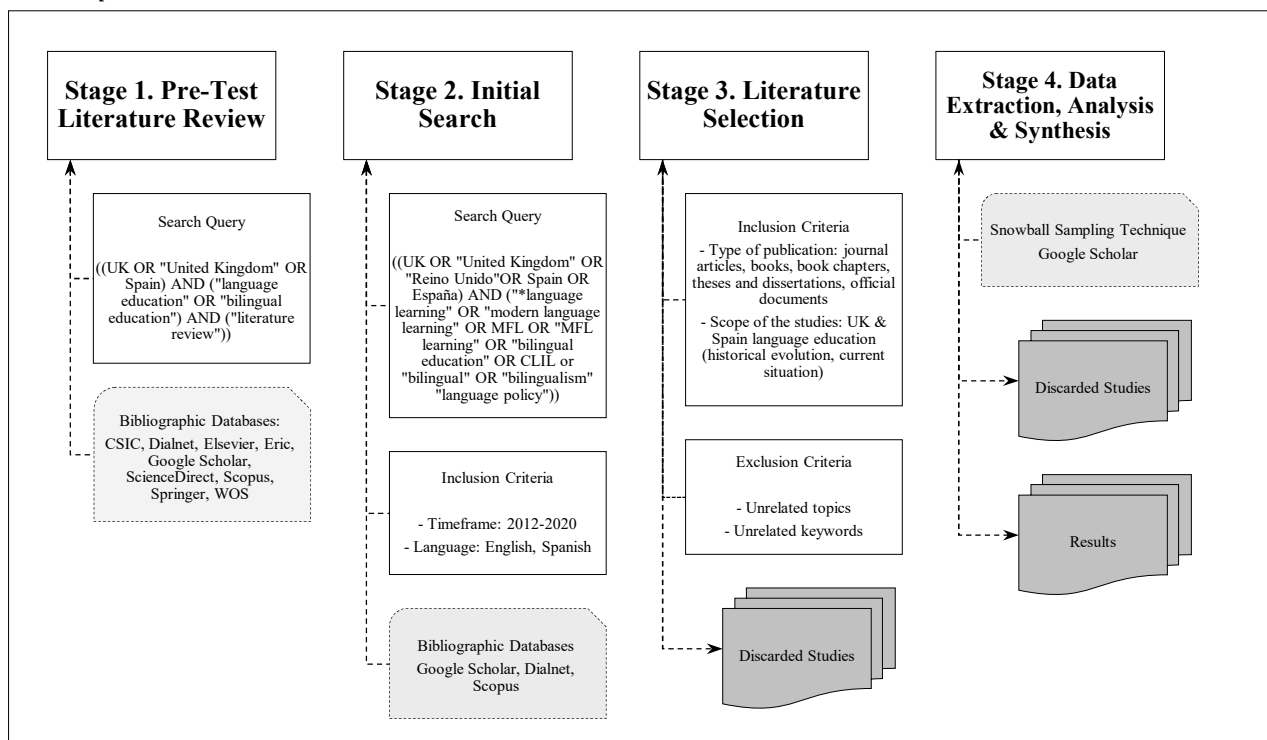 Stage 1. Pre-Test
Literature Review
Search Query
((UK OR "United Kingdom" OR
Spain) AND ("language
education" OR "bilingual
education") AND ("literature
review"))
Bibliographic Databases:
CSIC, Dialnet, Elsevier, Eric,
Google Scholar,
ScienceDirect, Scopus,
Springer, WOS
Stage 2. Initial
Search
Search Query
((UK OR "United Kingdom" OR
"Reino Unido"OR Spain OR
España) AND ("*language
learning" OR "modern language
learning" OR MFL OR "MFL
learning" OR "bilingual
education" OR CLIL or
"bilingual" OR "bilingualism"
"language policy"))
Inclusion Criteria
- Timeframe: 2012-2020
- Language: English, Spanish
Bibliographic Databases
Google Scholar, Dialnet,
Scopus
Stage 3. Literature
Selection
Inclusion Criteria
- Type of publication: journal
articles, books, book chapters,
theses and dissertations, official
documents
- Scope of the studies: UK &
Spain language education
(historical evolution, current
situation)
Exclusion Criteria
- Unrelated topics
- Unrelated keywords
Discarded Studies
Stage 4. Data
Extraction, Analysis
& Synthesis
Snowball Sampling Technique
Google Scholar
Discarded Studies
Results